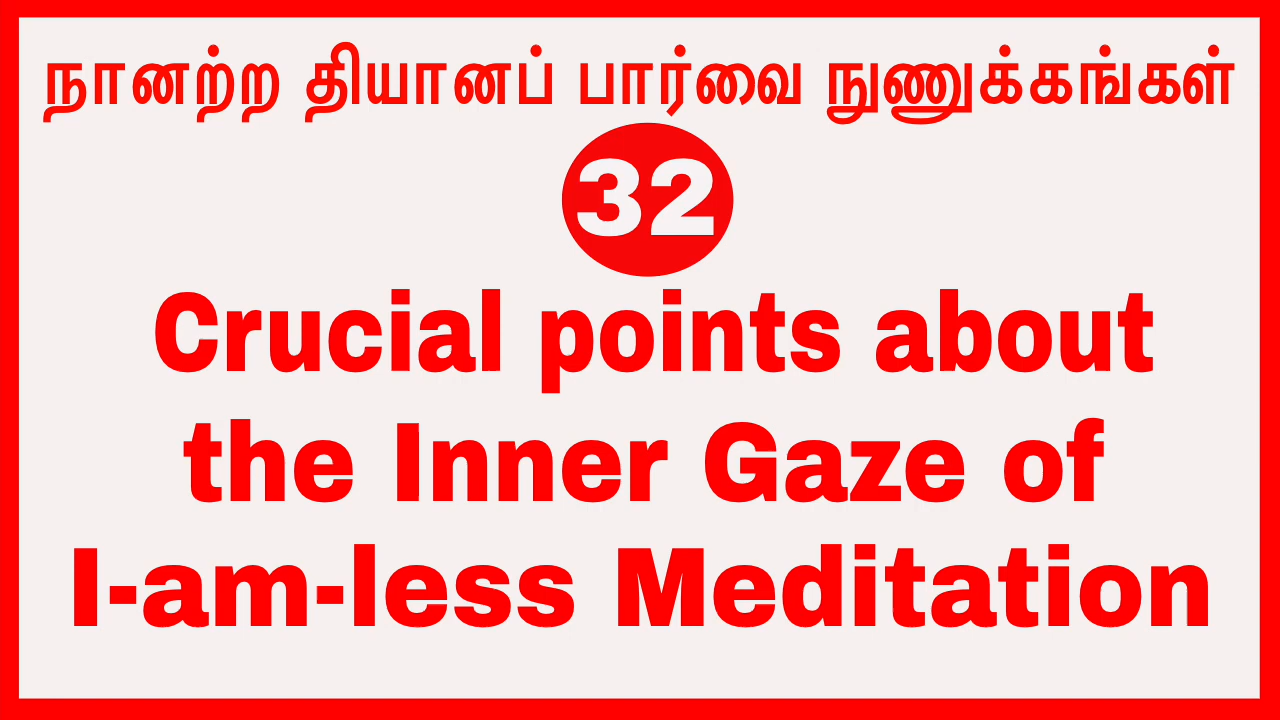 நானற்ற தியானப் பார்வை நுணுக்கங்கள்
32
Crucial points about
the Inner Gaze of
I-am-less Meditation